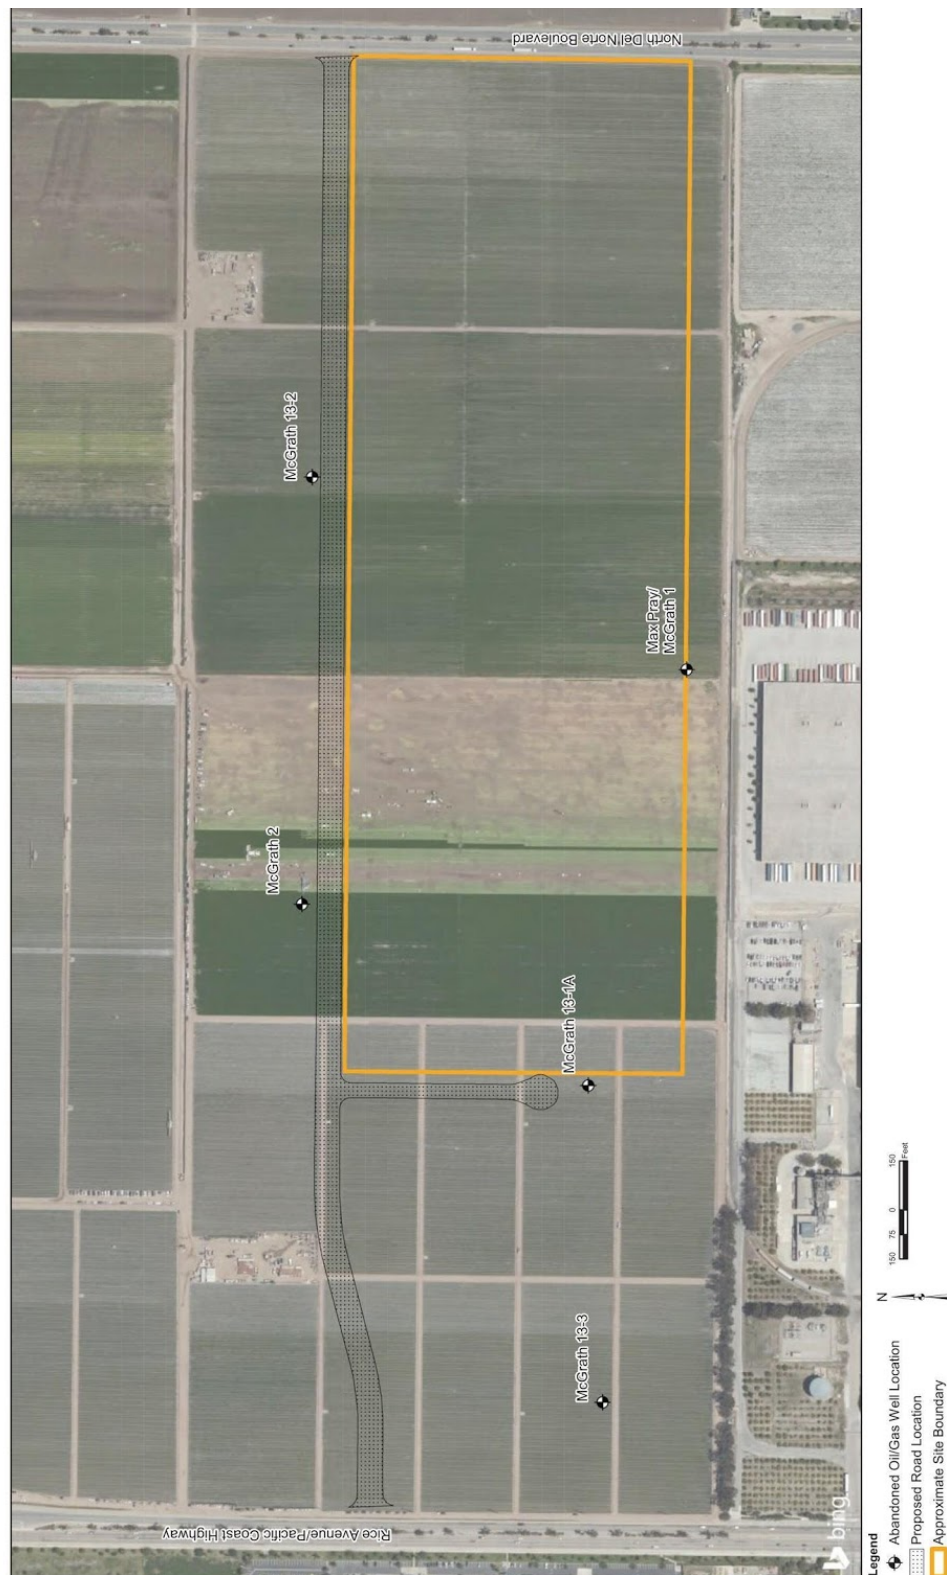 North Del Norte Boulevard
McGrath 13-2
Max Pray/
McGrath 1
McGrath 2
McGrath 13-1A
McGrath 13-3
Rice Avenue/Pacific Coast Highway
bing
Legend
Abandoned Oil/Gas Well Location
Proposed Road Location
Approximate Site Boundary
N
150 75 0 150
Feet